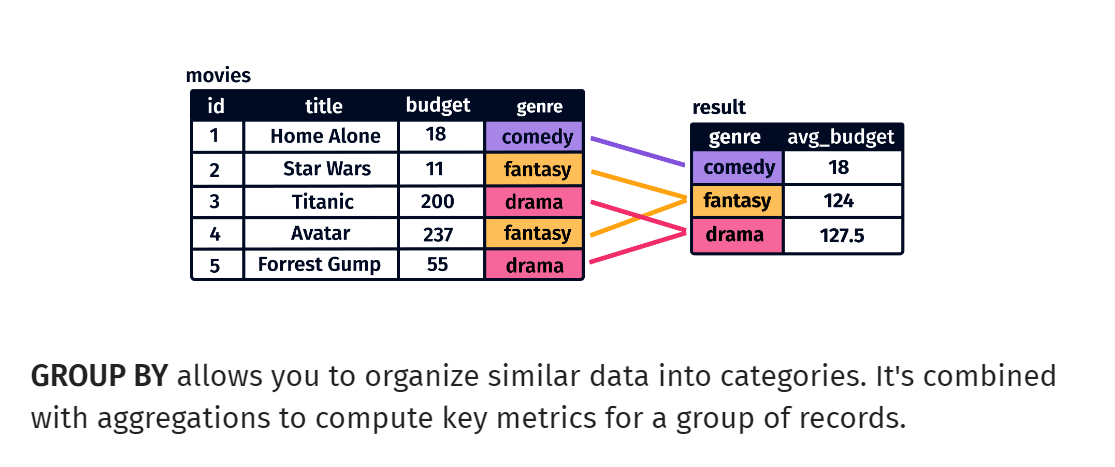 movies
id title budget genre
1 Home Alone 18 comedy
2 Star Wars 11 fantasy
3 Titanic 200 drama
4 Avatar 237 fantasy
5 Forrest Gump 55 drama
result
genre avg_budget
comedy 18
fantasy 124
drama 127.5
GROUP BY allows you to organize similar data into categories. It's combined
with aggregations to compute key metrics for a group of records.